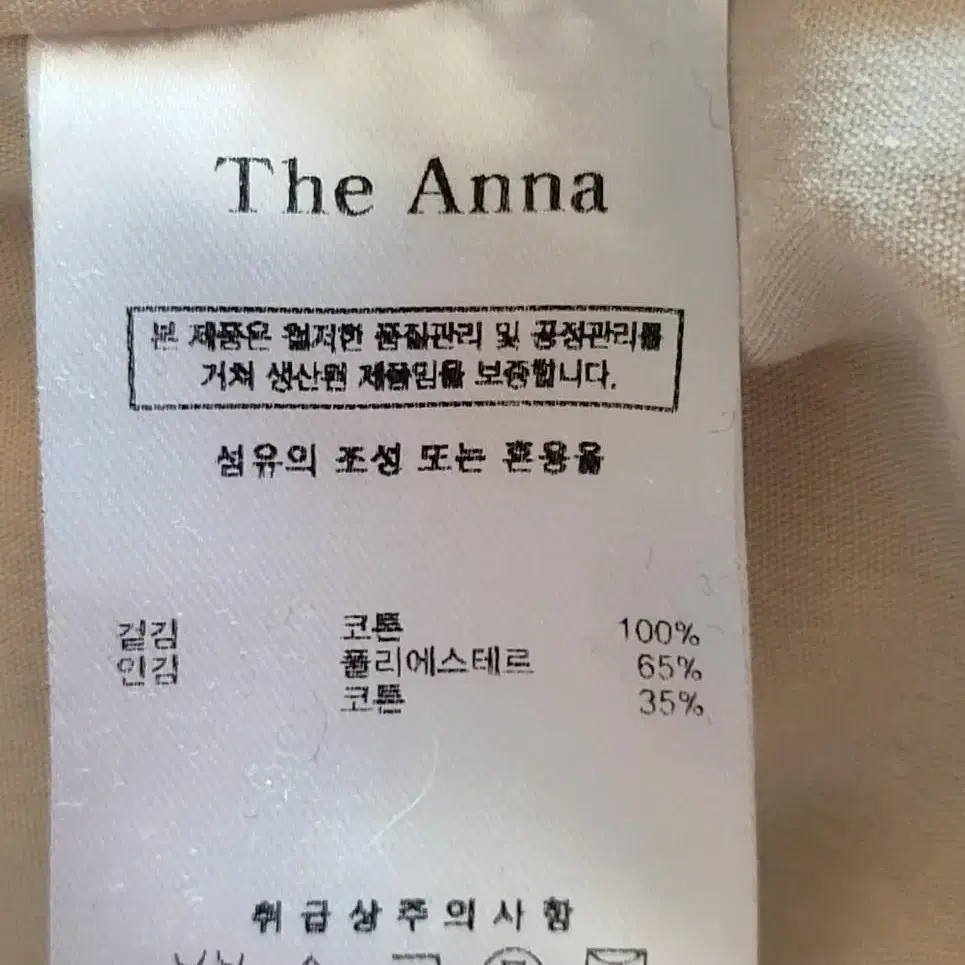 The Anna
본 제품은 철저한 품질관리 및 공정관리를
거쳐 생산된 제품임을 보증합니다.
섬유의 조성 또는 혼용율
겉감 코튼 100%
안감 폴리에스테르 65%
코튼 35%
취급상주의사항